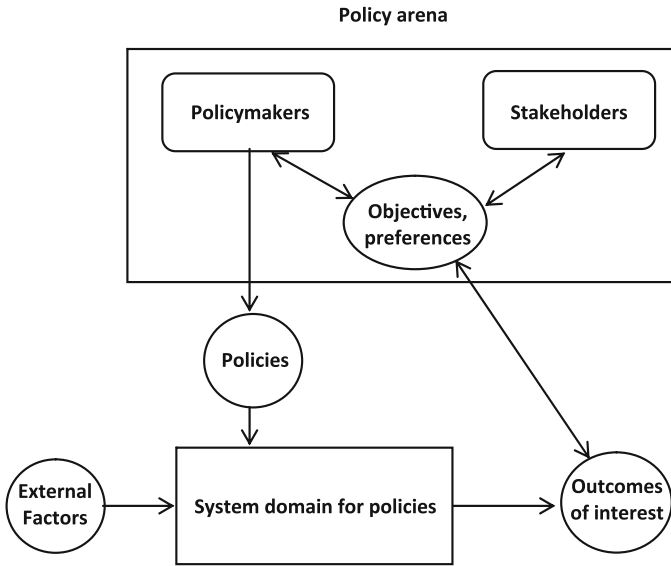 Policy arena
Policymakers
Stakeholders
Objectives,
preferences
Policies
External
Factors
System domain for policies
Outcomes
of interest